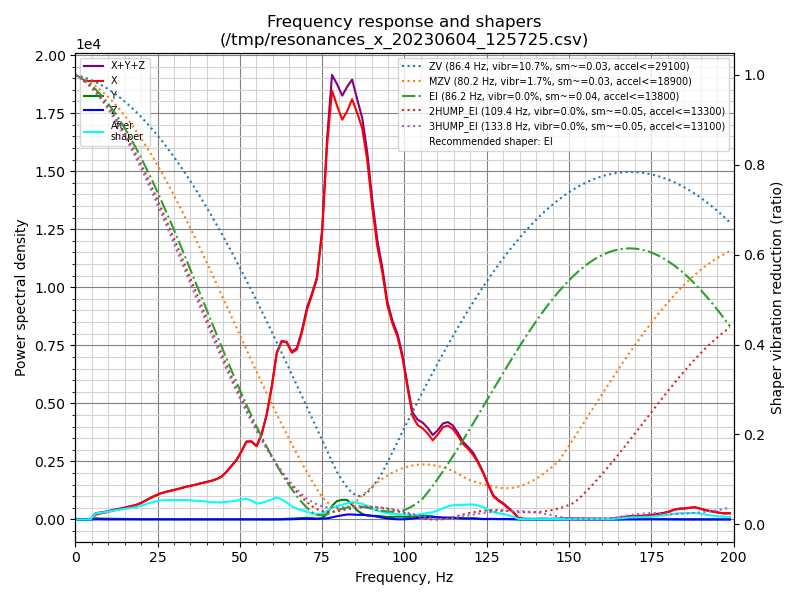 Frequency response and shapers
(/tmp/resonances_x_20230604_125725.csv)
1e4
2.00
1.75
1.50
1.25
1.00
0.75
0.50
0.25
0.00
Power spectral density
X+Y+Z
X
Y
Z
After
shaper
ZV (86.4 Hz, vibr=10.7%, sm~=0.03, accel<=29100)
MZV (80.2 Hz, vibr=1.7%, sm~=0.03, accel<=18900)
EI (86.2 Hz, vibr=0.0%, sm~=0.04, accel<=13800)
2HUMP_EI (109.4 Hz, vibr=0.0%, sm~=0.05, accel<=13300)
3HUMP_EI (133.8 Hz, vibr=0.0%, sm~=0.05, accel<=13100)
Recommended shaper: EI
1.0
0.8
0.6
0.4
0.2
0.0
Shaper vibration reduction (ratio)
0 25 50 75 100 125 150 175 200
Frequency, Hz